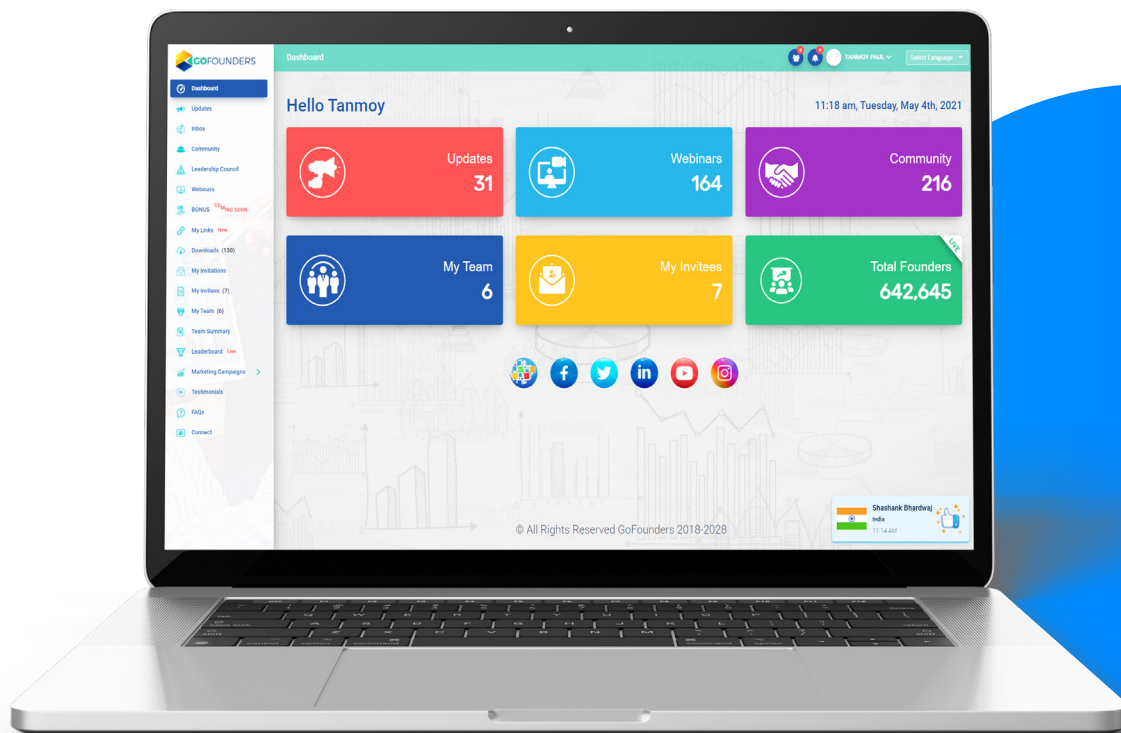 GOFOUNDERS
Dashboard
TANMOY PAUL
Select Language
Dashboard
Updates
Inbox
Community
Leadership Council
Webinars
BONUS COMING SOON
My Links New
Downloads (130)
My Invitations
My Invitees (7)
My Team (6)
Team Summary
Leaderboard Live
Marketing Campaigns
Testimonials
FAQs
Connect
Hello Tanmoy
11:18 am, Tuesday, May 4th, 2021
Updates
31
Webinars
164
Community
216
My Team
6
My Invitees
7
LIVE
Total Founders
642,645
© All Rights Reserved GoFounders 2018-2028
Shashank Bhardwaj
India
11:14 AM